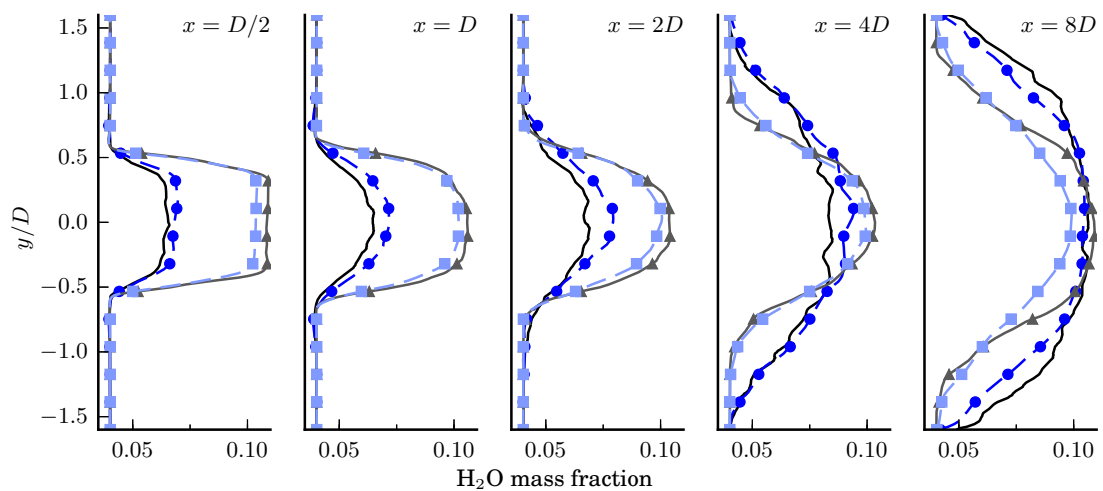 x = D/2
x = D
x = 2D
x = 4D
x = 8D
1.5
1.0
0.5
0.0
−0.5
−1.0
−1.5
y/D
0.05 0.10
0.05 0.10
0.05 0.10
0.05 0.10
0.05 0.10
H₂O mass fraction